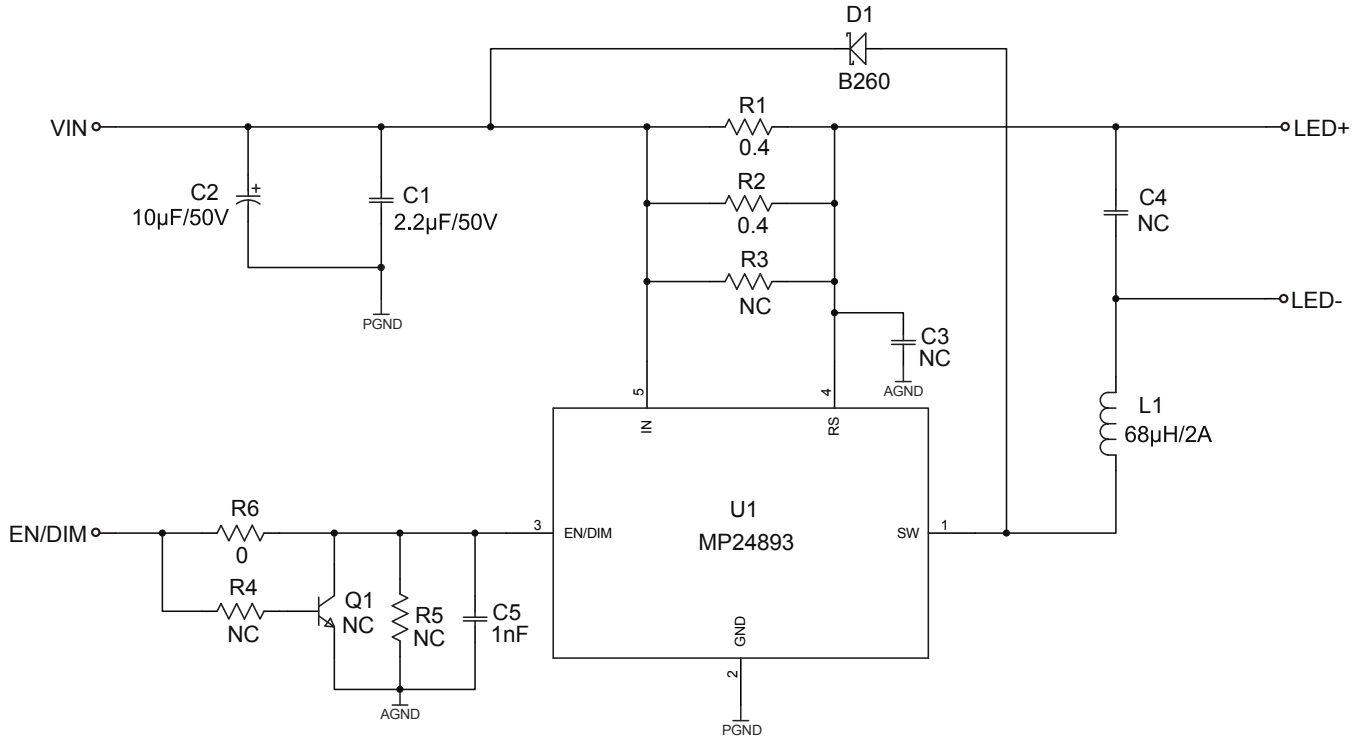 D1
B260
VIN
R1
0.4
LED+
C2
10µF/50V
C1
2.2µF/50V
R2
0.4
C4
NC
R3
NC
LED-
PGND
C3
NC
AGND
5
4
IN
RS
L1
68µH/2A
EN/DIM
R6
0
3
EN/DIM
U1
MP24893
SW
1
R4
NC
Q1
NC
R5
NC
C5
1nF
GND
2
AGND
PGND